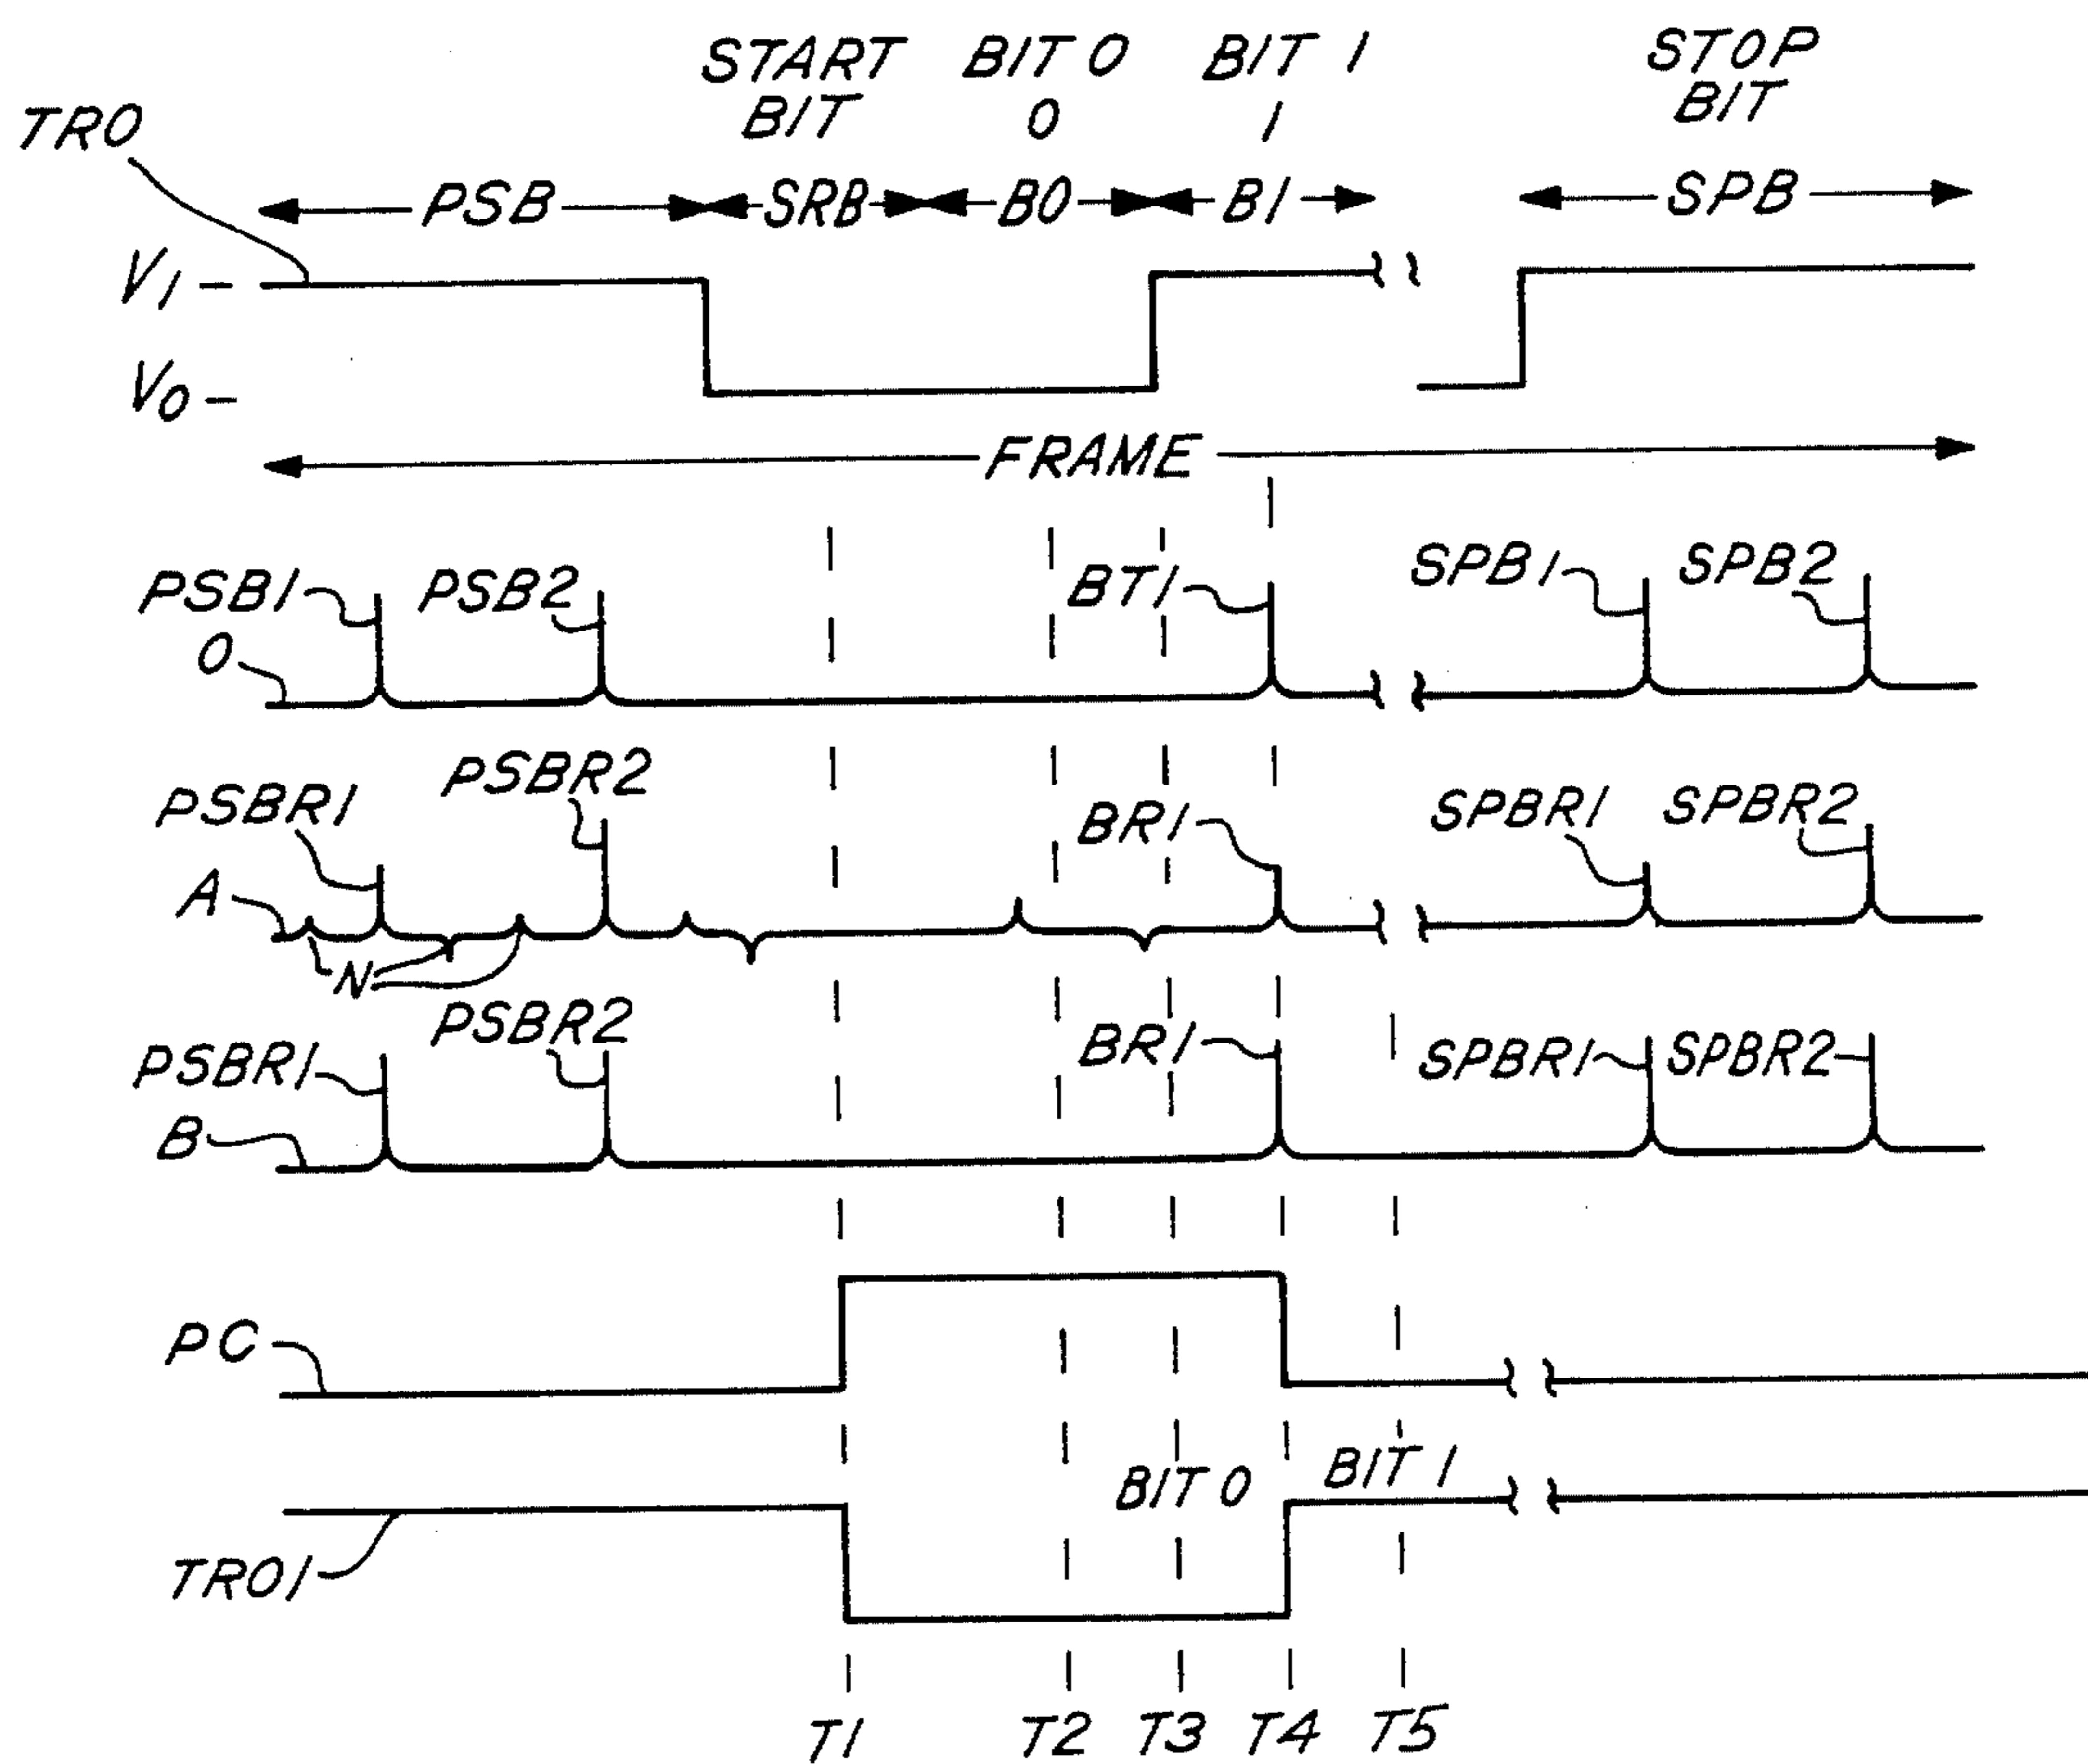 START BIT 0 BIT 1 STOP
BIT 0 1 BIT
TRO
PSB SRB B0 B1 SPB
V1
V0
FRAME
PSB1 PSB2 BT1 SPB1 SPB2
O
PSBR1 PSBR2 BR1 SPBR1 SPBR2
A
N
PSBR1 PSBR2 BR1 SPBR1 SPBR2
B
PC
BIT 0 BIT 1
TRO1
T1 T2 T3 T4 T5